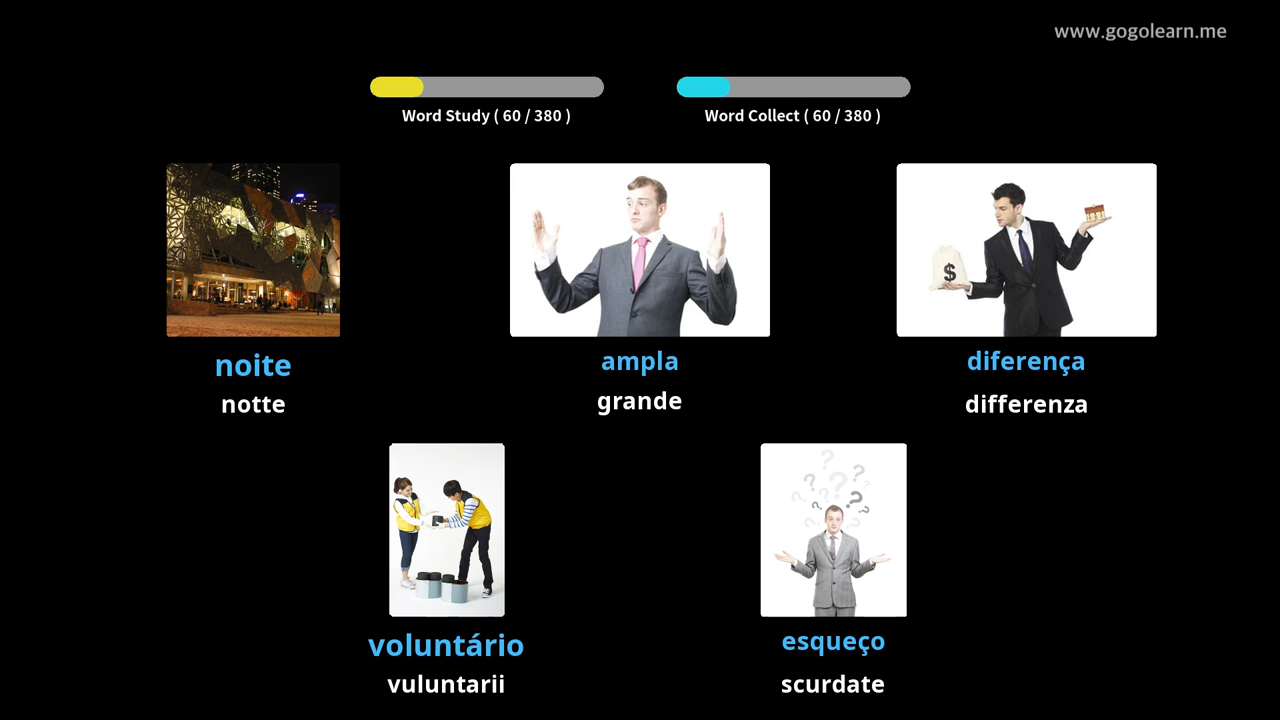 www.gogolearn.me
Word Study ( 60 / 380 )
Word Collect ( 60 / 380 )
noite
notte
ampla
grande
diferença
differenza
$
voluntário
vuluntarii
esqueço
scurdate